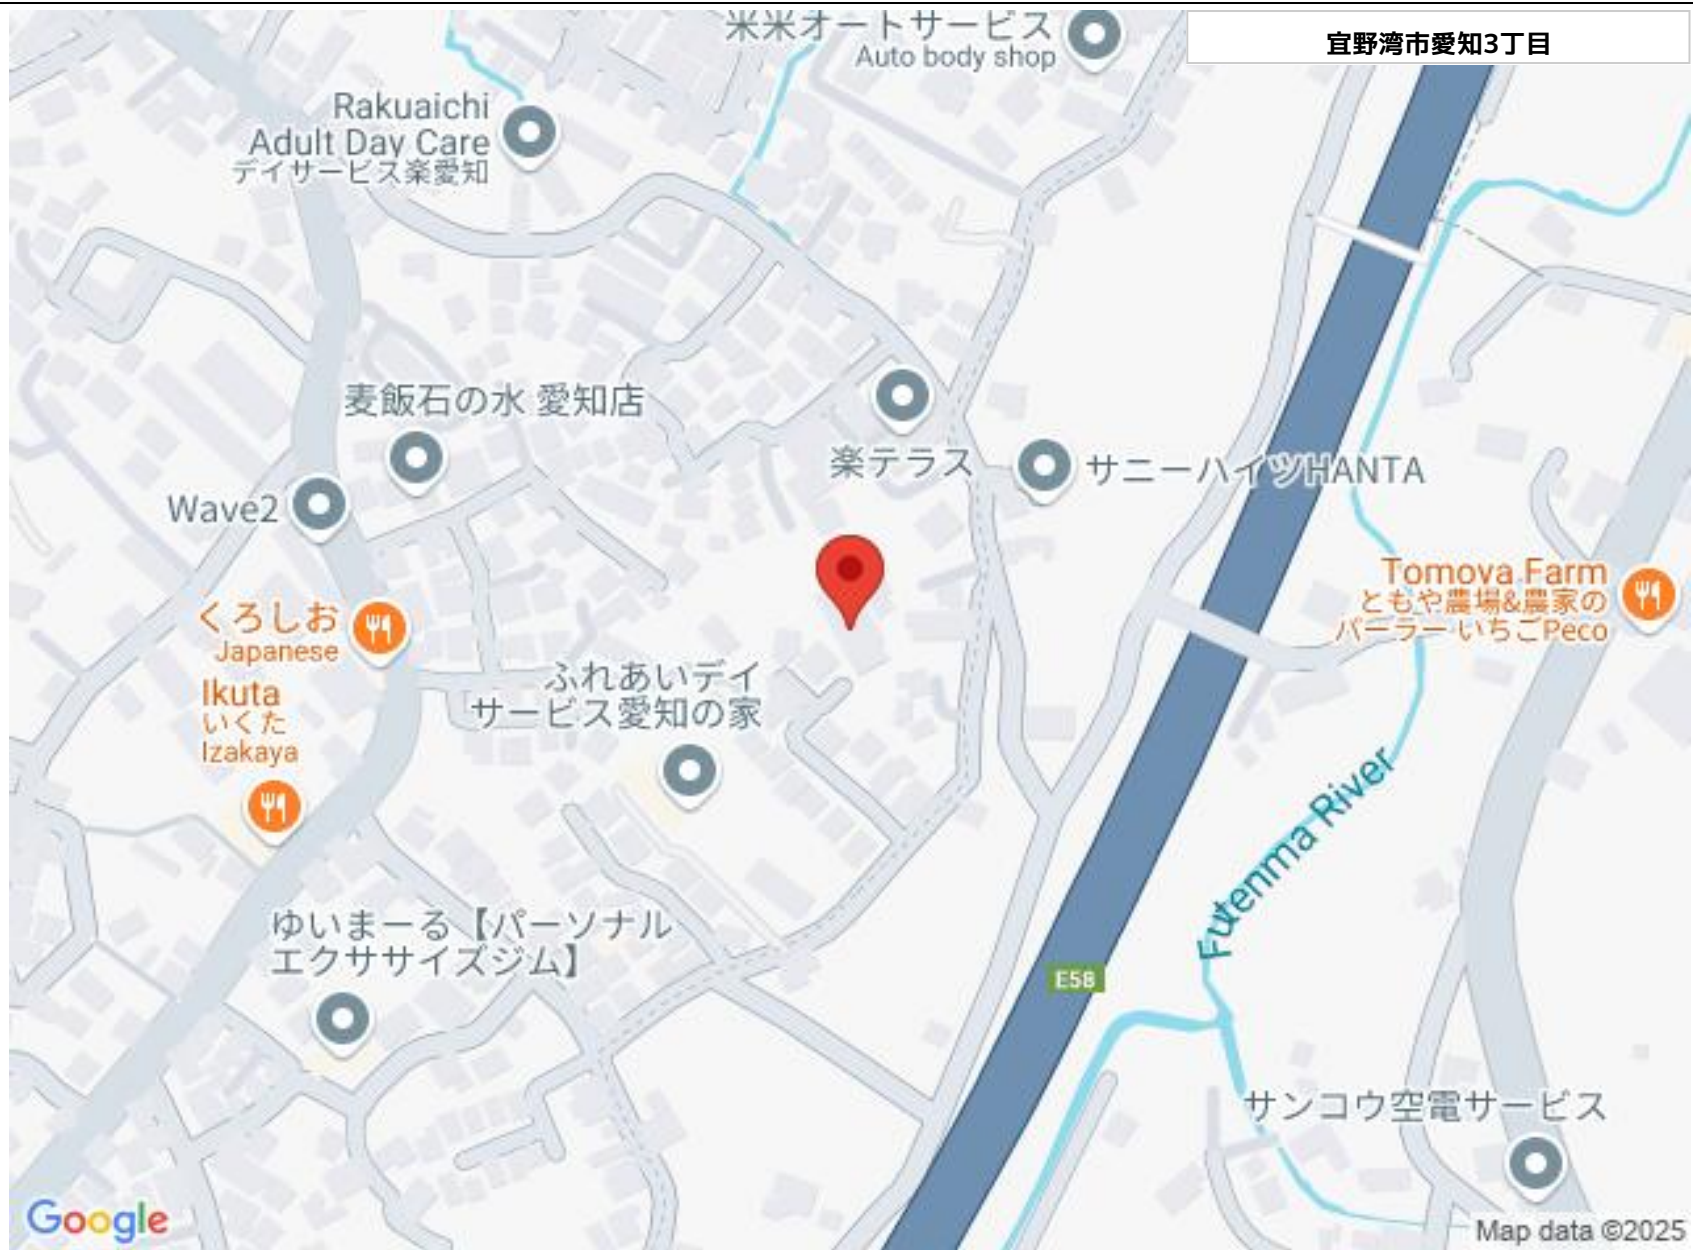 米米オートサービス
Auto body shop
宜野湾市愛知3丁目
Rakuaichi
Adult Day Care
デイサービス楽愛知
麦飯石の水 愛知店
楽テラス
サニーハイツHANTA
Wave2
Tomoya Farm
ともや農場&農家の
パーラー いちごPeco
くろしお
Japanese
Ikuta
いくた
Izakaya
ふれあいデイ
サービス愛知の家
Futenma River
ゆいまーる【パーソナル
エクササイズジム】
E58
サンコウ空電サービス
Google
Map data ©2025